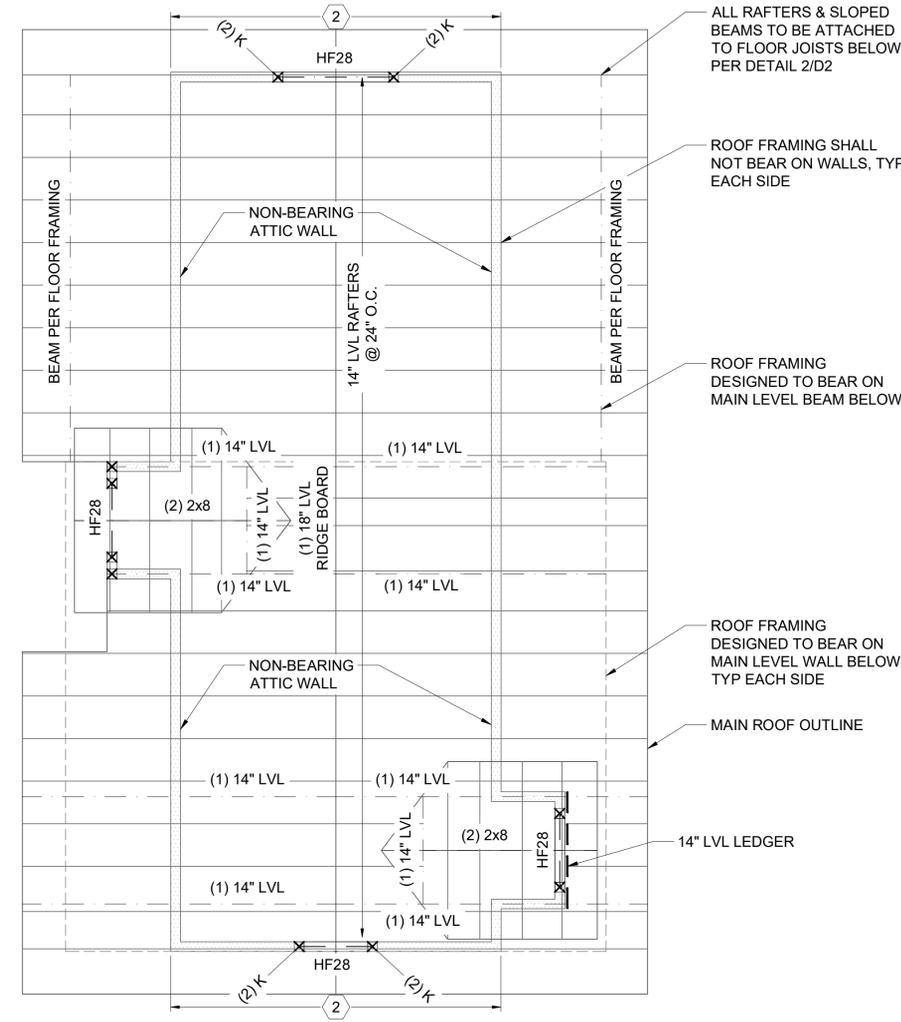 2
(2) K
(2) K
HF28
ALL RAFTERS & SLOPED
BEAMS TO BE ATTACHED
TO FLOOR JOISTS BELOW
PER DETAIL 2/D2
ROOF FRAMING SHALL
NOT BEAR ON WALLS, TYP
EACH SIDE
BEAM PER FLOOR FRAMING
NON-BEARING
ATTIC WALL
BEAM PER FLOOR FRAMING
14" LVL RAFTERS
@ 24" O.C.
ROOF FRAMING
DESIGNED TO BEAR ON
MAIN LEVEL BEAM BELOW
(1) 14" LVL
(1) 14" LVL
HF28
(2) 2x8
(1) 14" LVL
(1) 18" LVL
RIDGE BOARD
(1) 14" LVL
(1) 14" LVL
ROOF FRAMING
DESIGNED TO BEAR ON
MAIN LEVEL WALL BELOW
TYP EACH SIDE
NON-BEARING
ATTIC WALL
MAIN ROOF OUTLINE
(1) 14" LVL
(1) 14" LVL
(1) 14" LVL
(2) 2x8
HF28
14" LVL LEDGER
(1) 14" LVL
(1) 14" LVL
HF28
(2) K
(2) K
2